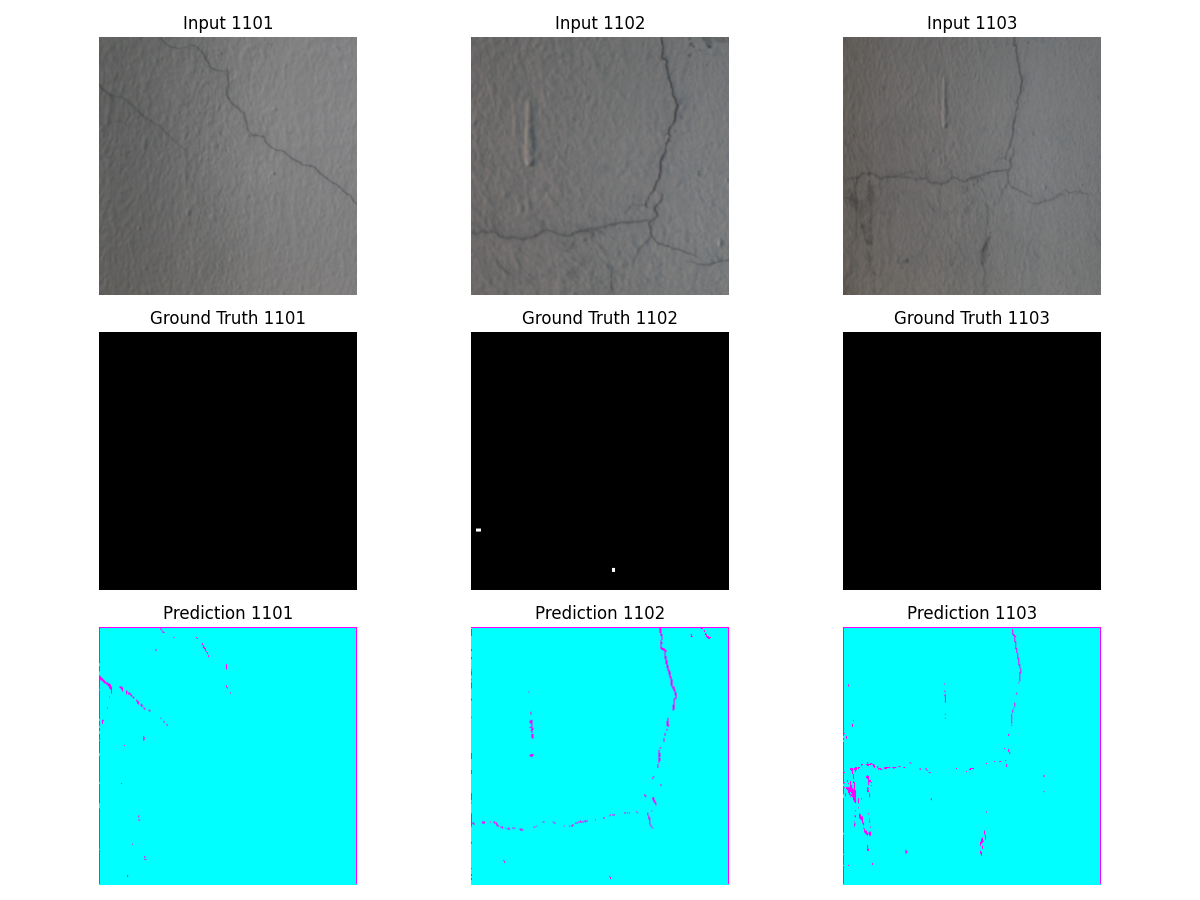 Input 1101
Input 1102
Input 1103
Ground Truth 1101
Ground Truth 1102
Ground Truth 1103
Prediction 1101
Prediction 1102
Prediction 1103